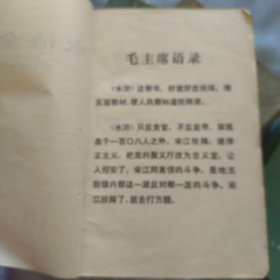 毛主席语录
《水浒》这部书，好就好在投降。做
反面教材，使人民都知道投降派。
《水浒》只反贪官，不反皇帝。屏晁
盖于一百〇八人之外。宋江投降，搞修
正主义，把晁的聚义厅改为忠义堂，让
人招安了。宋江同高俅的斗争，是地主
阶级内部这一派反对那一派的斗争。宋
江投降了，就去打方腊。